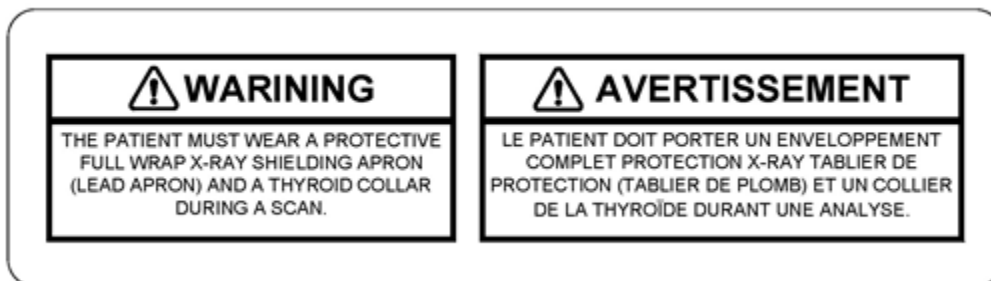 WARINING
THE PATIENT MUST WEAR A PROTECTIVE
FULL WRAP X-RAY SHIELDING APRON
(LEAD APRON) AND A THYROID COLLAR
DURING A SCAN.
AVERTISSEMENT
LE PATIENT DOIT PORTER UN ENVELOPPEMENT
COMPLET PROTECTION X-RAY TABLIER DE
PROTECTION (TABLIER DE PLOMB) ET UN COLLIER
DE LA THYROÏDE DURANT UNE ANALYSE.